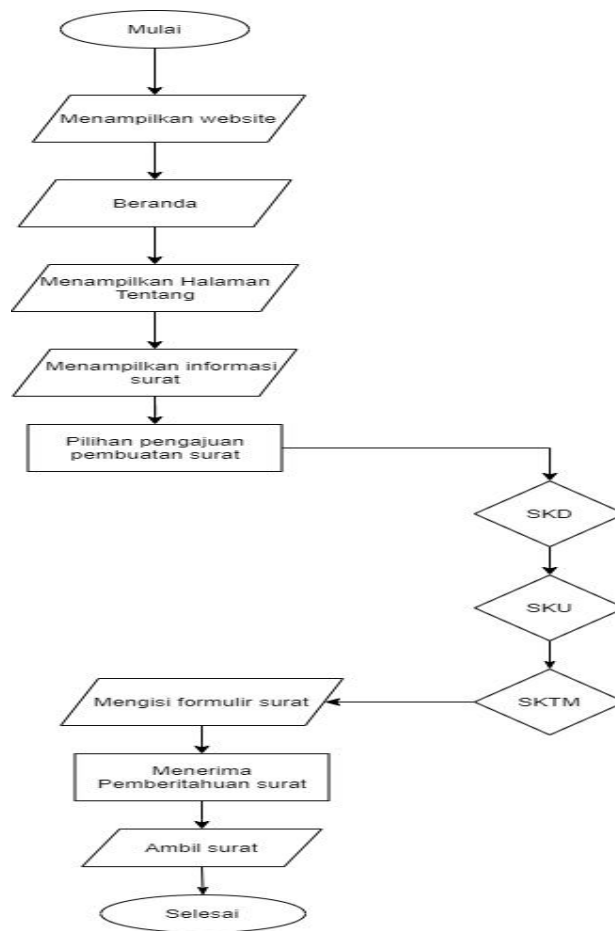 Mulai
Menampilkan website
Beranda
Menampilkan Halaman
Tentang
Menampilkan informasi
surat
Pilihan pengajuan
pembuatan surat
SKD
SKU
SKTM
Mengisi formulir surat
Menerima
Pemberitahuan surat
Ambil surat
Selesai